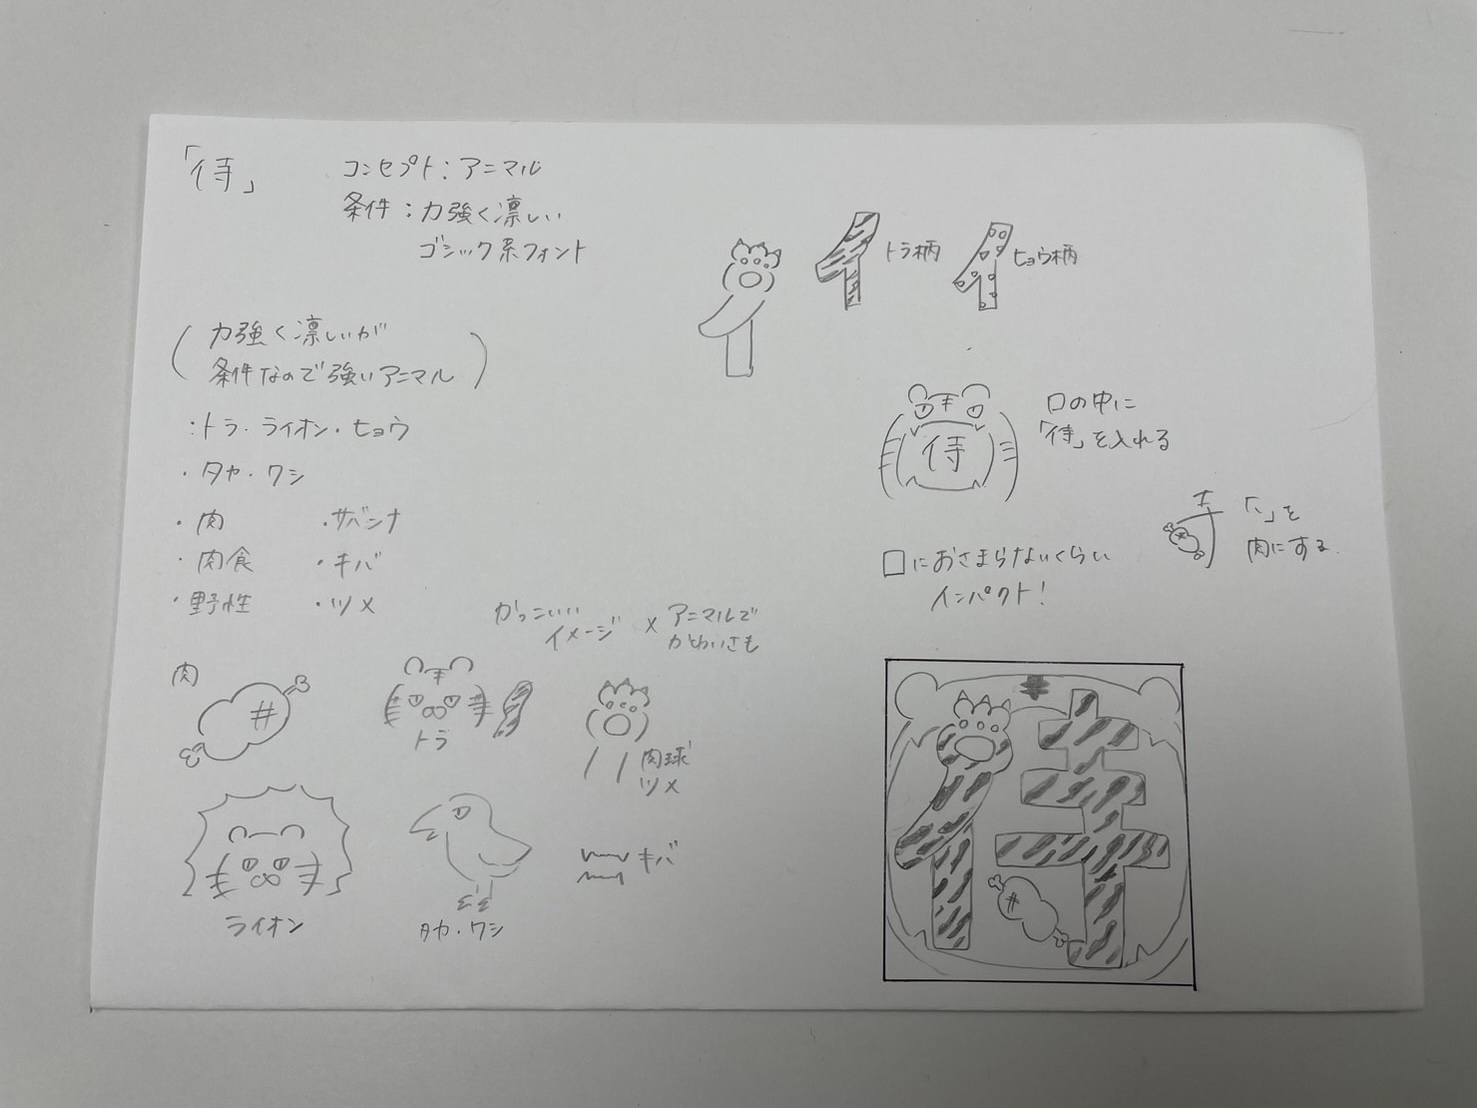 「侍」
コンセプト：アニマル
条件：力強く凛しい
ゴシック系フォント
(力強く凛しいが
条件なので強いアニマル)
：トラ・ライオン・ヒョウ
・タカ・ワシ
・肉
・サバンナ
・肉食
・キバ
・野性
・ツメ
トラ柄
ヒョウ柄
侍
口の中に
「侍」を入れる
「、」を
肉にする
口におさまらないくらい
インパクト！
かっこいい
イメージ
×
アニマルで
かわいさも
肉
トラ
肉球
ツメ
ライオン
タカ・ワシ
キバ
侍